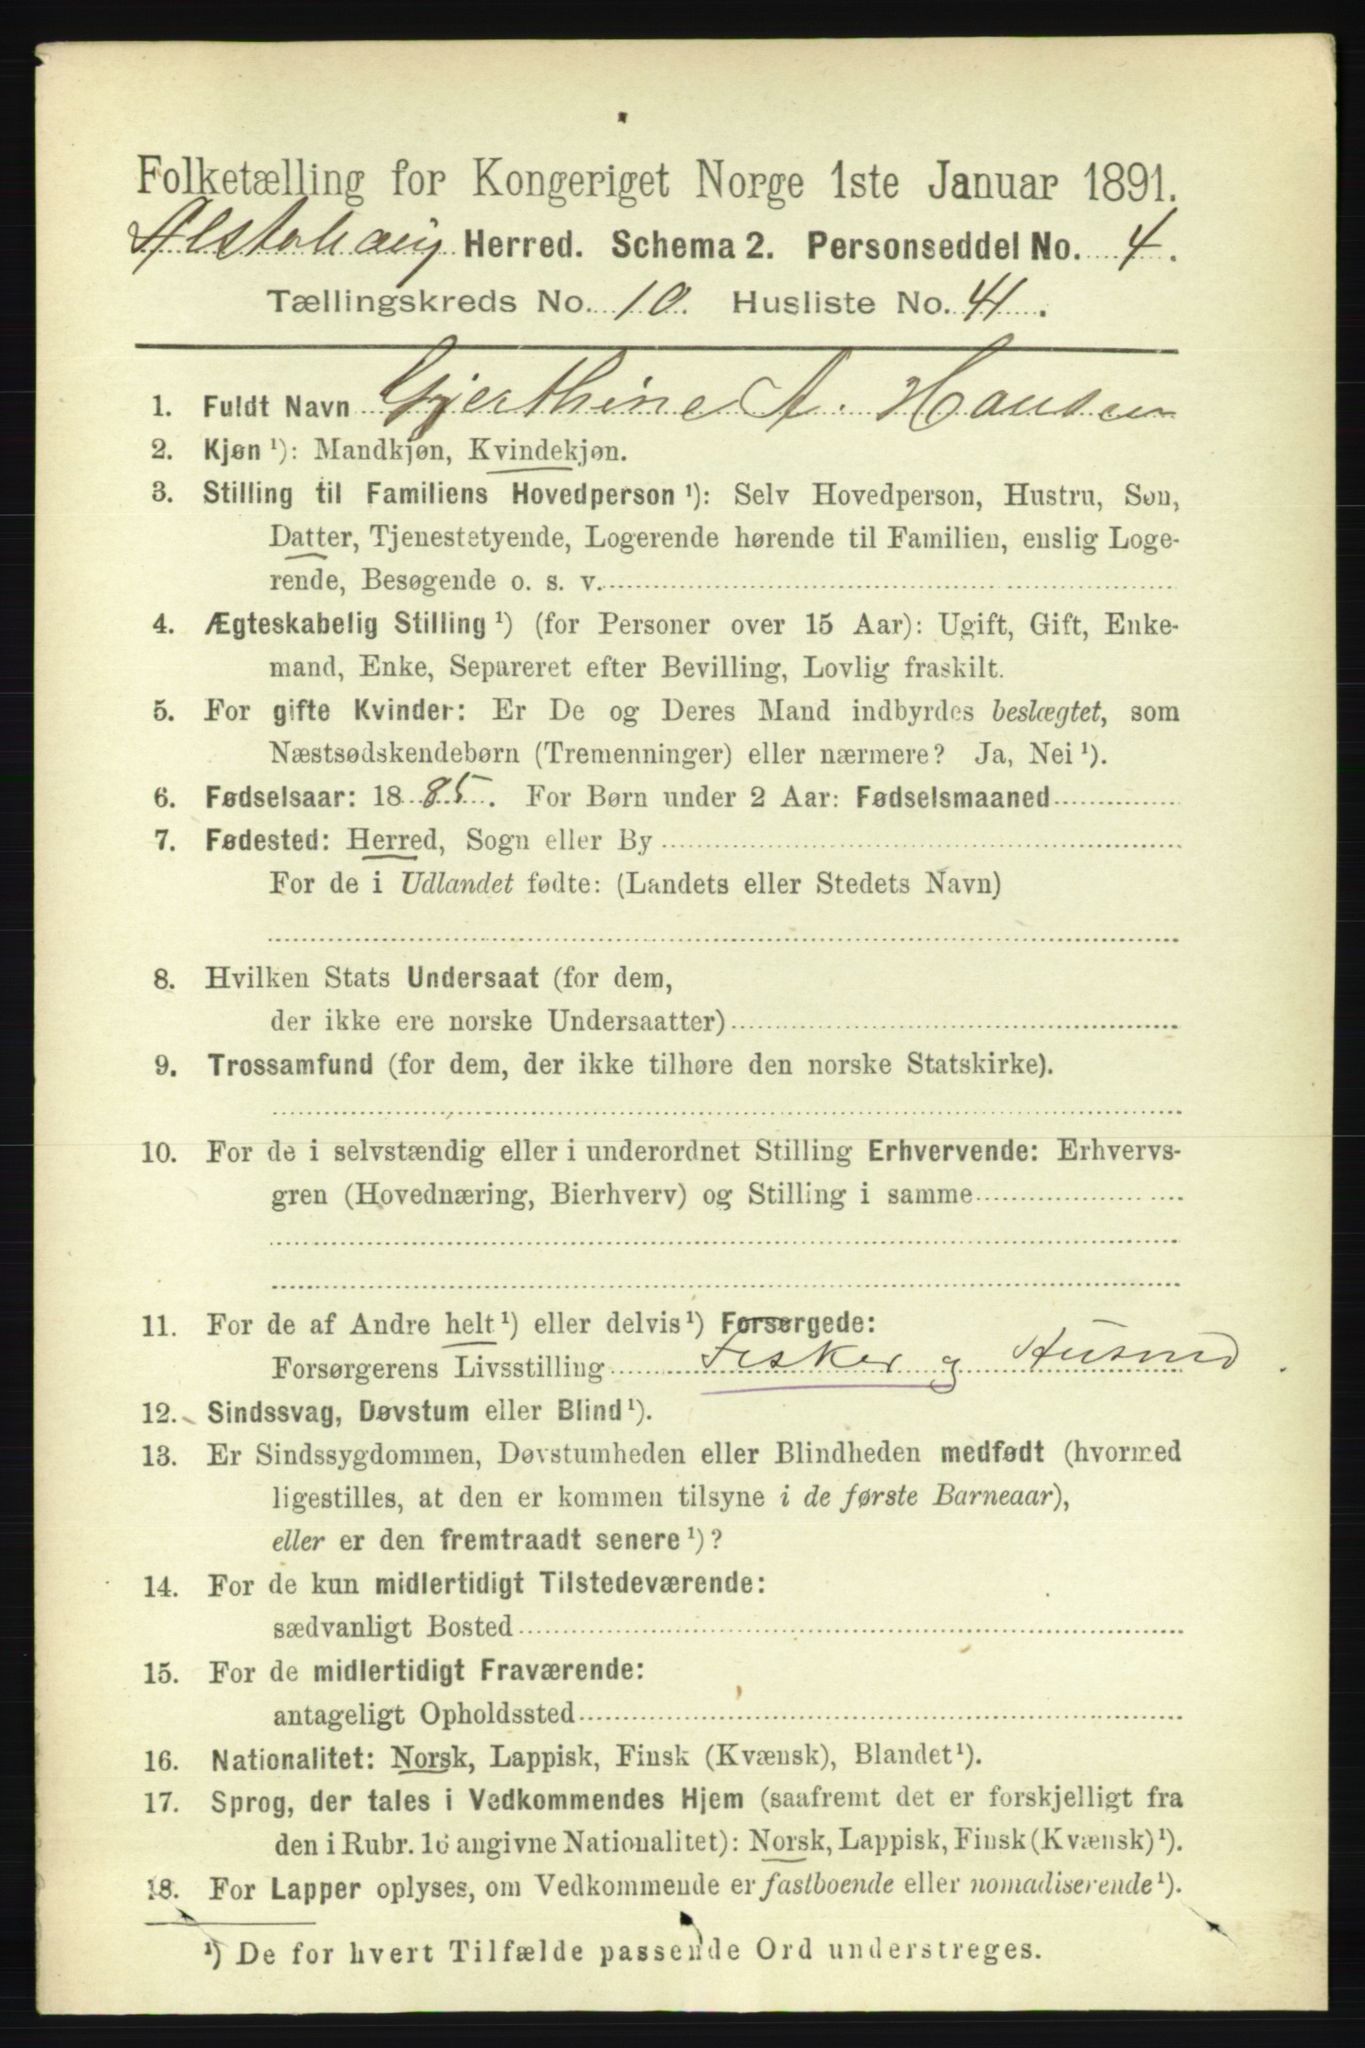 Folketælling for Kongeriget Norge 1ste Januar 1891.
Alstahaug Herred. Schema 2. Personseddel No. 4.
Tællingskreds No. 10. Husliste No. 41.
1. Fuldt Navn Gjerthine A. Hansen
2. Kjøn ¹): Mandkjøn, Kvindekjøn.
3. Stilling til Familiens Hovedperson ¹): Selv Hovedperson, Hustru, Søn,
Datter, Tjenestetyende, Logerende hørende til Familien, enslig Loge-
rende, Besøgende o. s. v.
4. Ægteskabelig Stilling ¹) (for Personer over 15 Aar): Ugift, Gift, Enke-
mand, Enke, Separeret efter Bevilling, Lovlig fraskilt.
5. For gifte Kvinder: Er De og Deres Mand indbyrdes beslægtet, som
Næstsødskendebørn (Tremenninger) eller nærmere? Ja, Nei ¹).
6. Fødselsaar: 1885. For Børn under 2 Aar: Fødselsmaaned
7. Fødested: Herred, Sogn eller By
For de i Udlandet fødte: (Landets eller Stedets Navn)
8. Hvilken Stats Undersaat (for dem,
der ikke ere norske Undersaatter)
9. Trossamfund (for dem, der ikke tilhøre den norske Statskirke).
10. For de i selvstændig eller i underordnet Stilling Erhvervende: Erhvervs-
gren (Hovednæring, Bierhverv) og Stilling i samme
11. For de af Andre helt ¹) eller delvis ¹) Forsørgede:
Forsørgerens Livsstilling Fisker og Husmd
12. Sindssvag, Døvstum eller Blind ¹).
13. Er Sindssygdommen, Døvstumheden eller Blindheden medfødt (hvormed
ligestilles, at den er kommen tilsyne i de første Barneaar),
eller er den fremtraadt senere ¹)?
14. For de kun midlertidigt Tilstedeværende:
sædvanligt Bosted
15. For de midlertidigt Fraværende:
antageligt Opholdssted
16. Nationalitet: Norsk, Lappisk, Finsk (Kvænsk), Blandet ¹).
17. Sprog, der tales i Vedkommendes Hjem (saafremt det er forskjelligt fra
den i Rubr. 16 angivne Nationalitet): Norsk, Lappisk, Finsk (Kvænsk) ¹).
18. For Lapper oplyses, om Vedkommende er fastboende eller nomadiserende ¹).
¹) De for hvert Tilfælde passende Ord understreges.